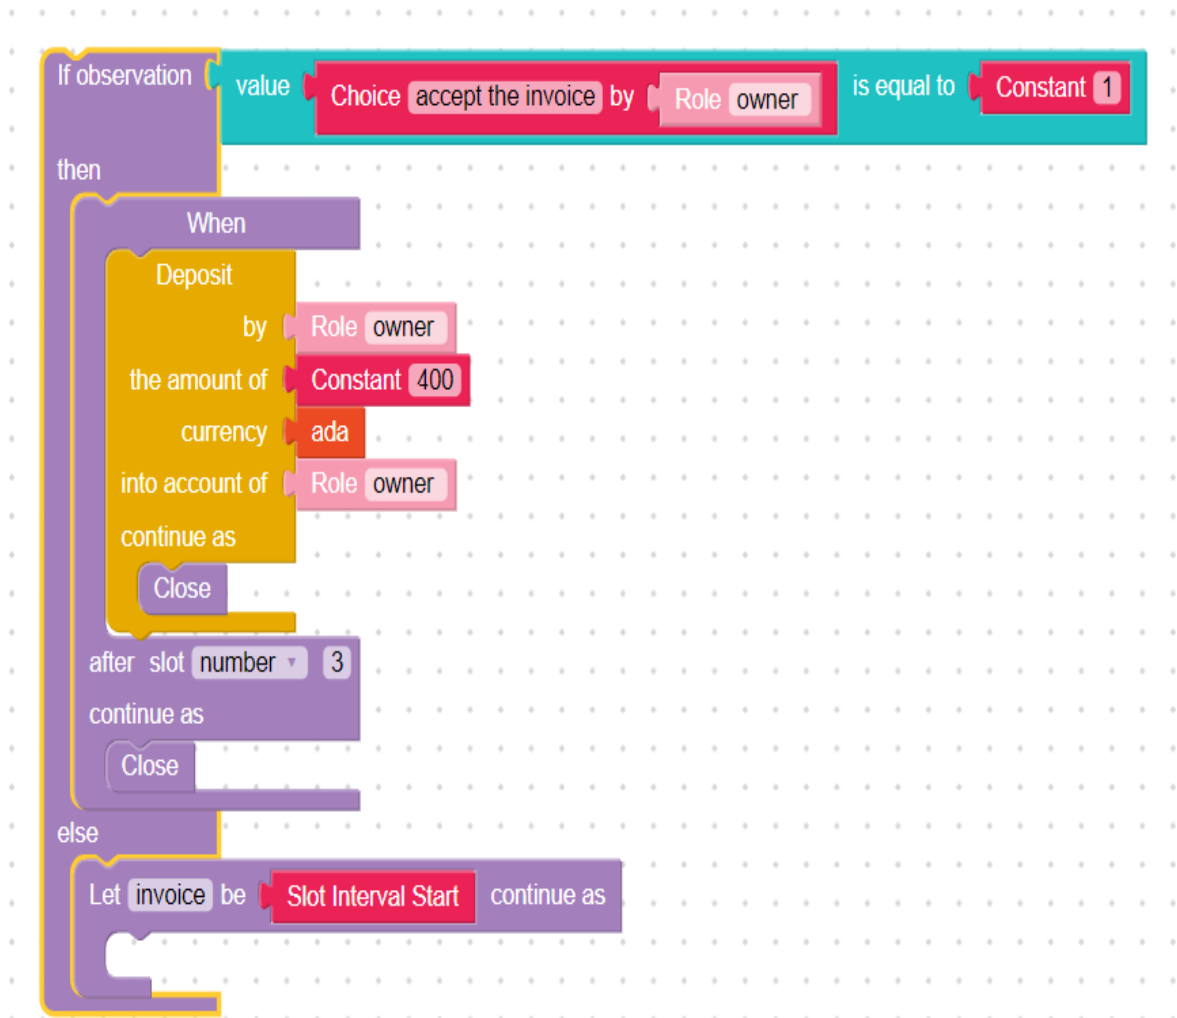 If observation value Choice accept the invoice by Role owner is equal to Constant 1
then
When
Deposit
by Role owner
the amount of Constant 400
currency ada
into account of Role owner
continue as
Close
after slot number 3
continue as
Close
else
Let invoice be Slot Interval Start continue as